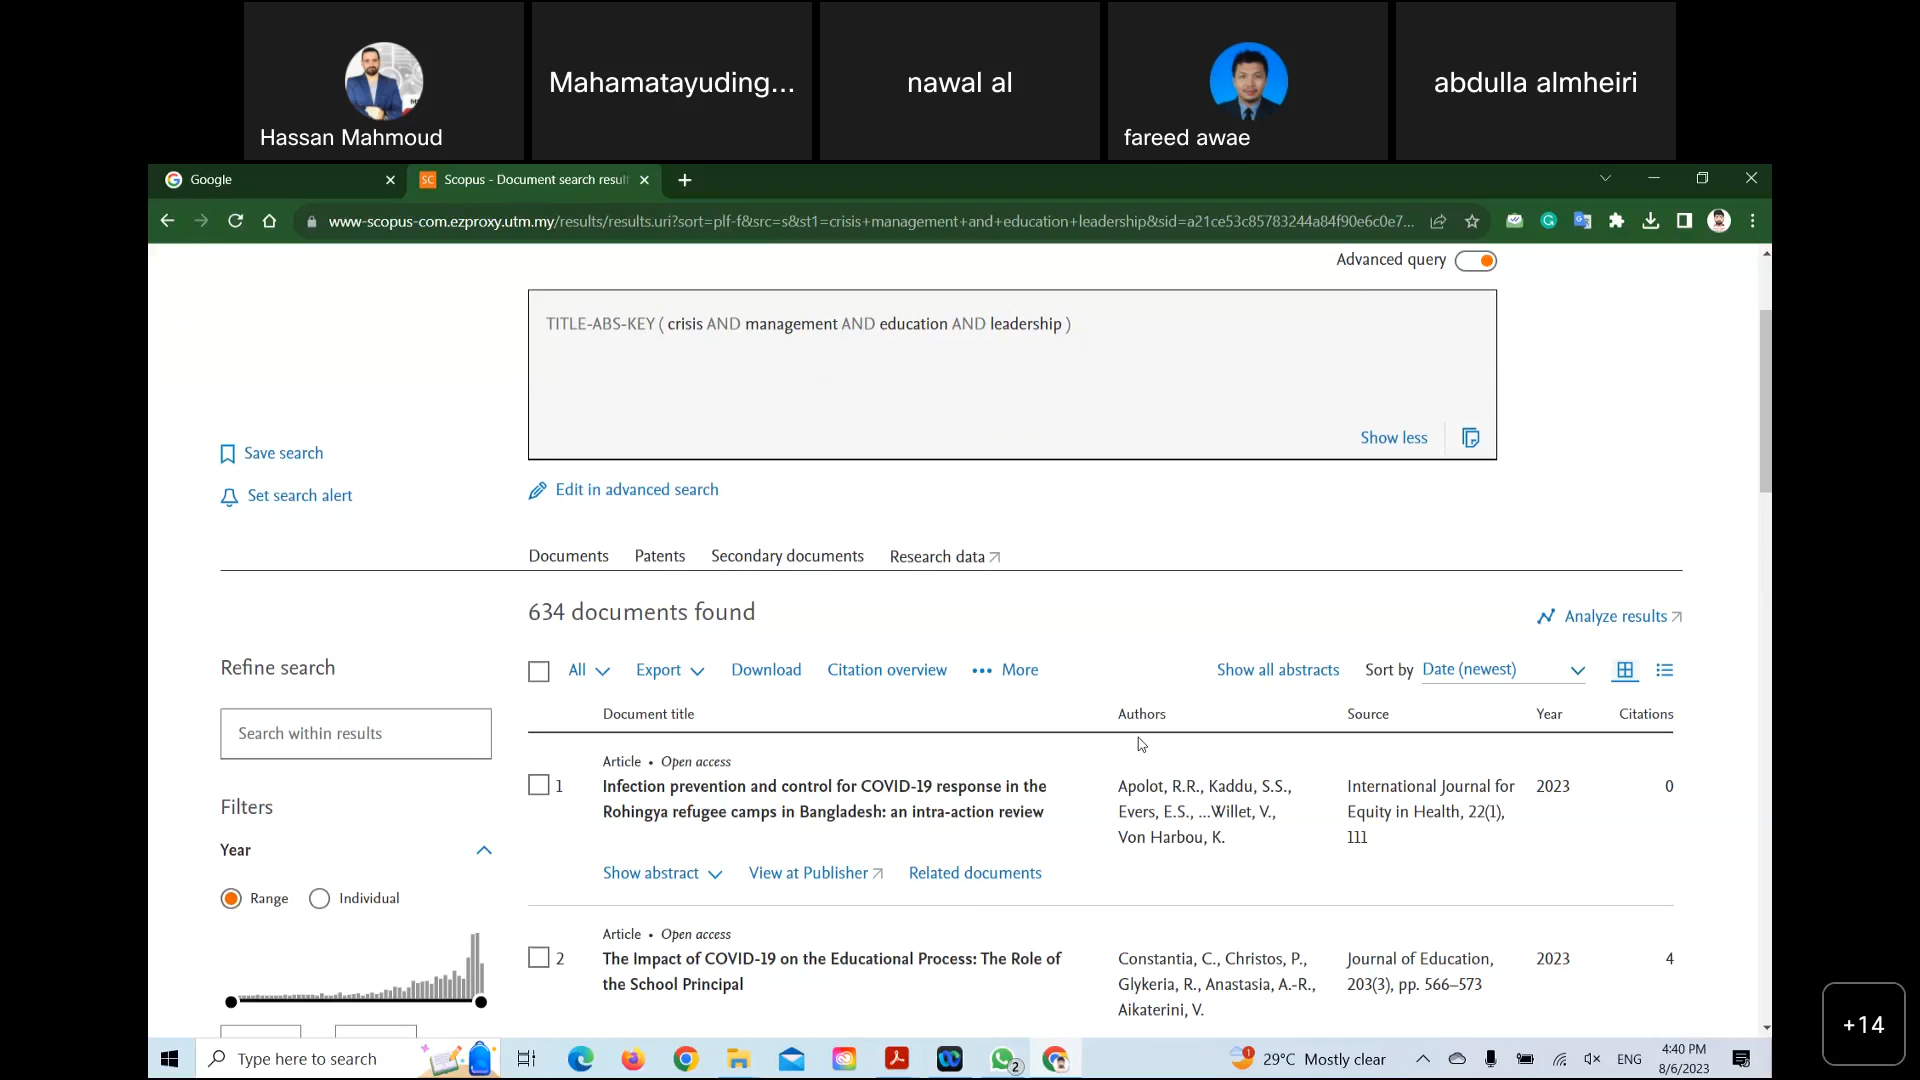 Hassan Mahmoud
Mahamatayuding...
nawal al
fareed awae
abdulla almheiri
Google
SC Scopus - Document search resul
www-scopus-com.ezproxy.utm.my/results/results.uri?sort=plf-f&src=s&st1=crisis+management+and+education+leadership&sid=a21ce53c85783244a84f90e6c0e7...
Advanced query
TITLE-ABS-KEY ( crisis AND management AND education AND leadership )
Show less
Save search
Set search alert
Edit in advanced search
Documents Patents Secondary documents Research data
634 documents found
Analyze results
Refine search
All Export Download Citation overview ••• More Show all abstracts Sort by Date (newest)
Document title Authors Source Year Citations
Search within results
Article • Open access
1 Infection prevention and control for COVID-19 response in the Rohingya refugee camps in Bangladesh: an intra-action review
Apolot, R.R., Kaddu, S.S.,
Evers, E.S., ...Willet, V.,
Von Harbou, K.
International Journal for
Equity in Health, 22(1),
111
2023
0
Show abstract View at Publisher Related documents
Filters
Year
Range Individual
Article • Open access
2 The Impact of COVID-19 on the Educational Process: The Role of
the School Principal
Constantia, C., Christos, P.,
Glykeria, R., Anastasia, A.-R.,
Aikaterini, V.
Journal of Education,
203(3), pp. 566–573
2023
4
+14
Type here to search
2
1
29°C Mostly clear
ENG
4:40 PM
8/6/2023